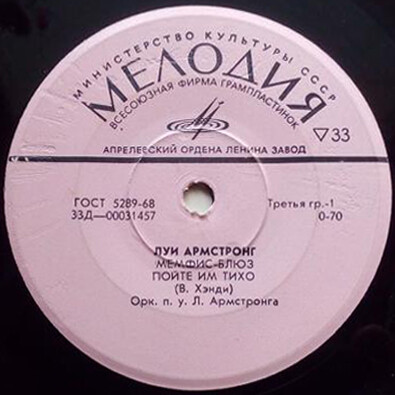 МИНИСТЕРСТВО КУЛЬТУРЫ СССР
МЕЛОДИЯ
ВСЕСОЮЗНАЯ ФИРМА ГРАМПЛАСТИНОК
33
АПРЕЛЕВСКИЙ ОРДЕНА ЛЕНИНА ЗАВОД
ГОСТ 5289-68 Третья гр.-1
33Д—00031457 0-70
ЛУИ АРМСТРОНГ
МЕМФИС-БЛЮЗ
ПОЙТЕ ИМ ТИХО
(В. Хэнди)
Орк. п. у. Л. Армстронга